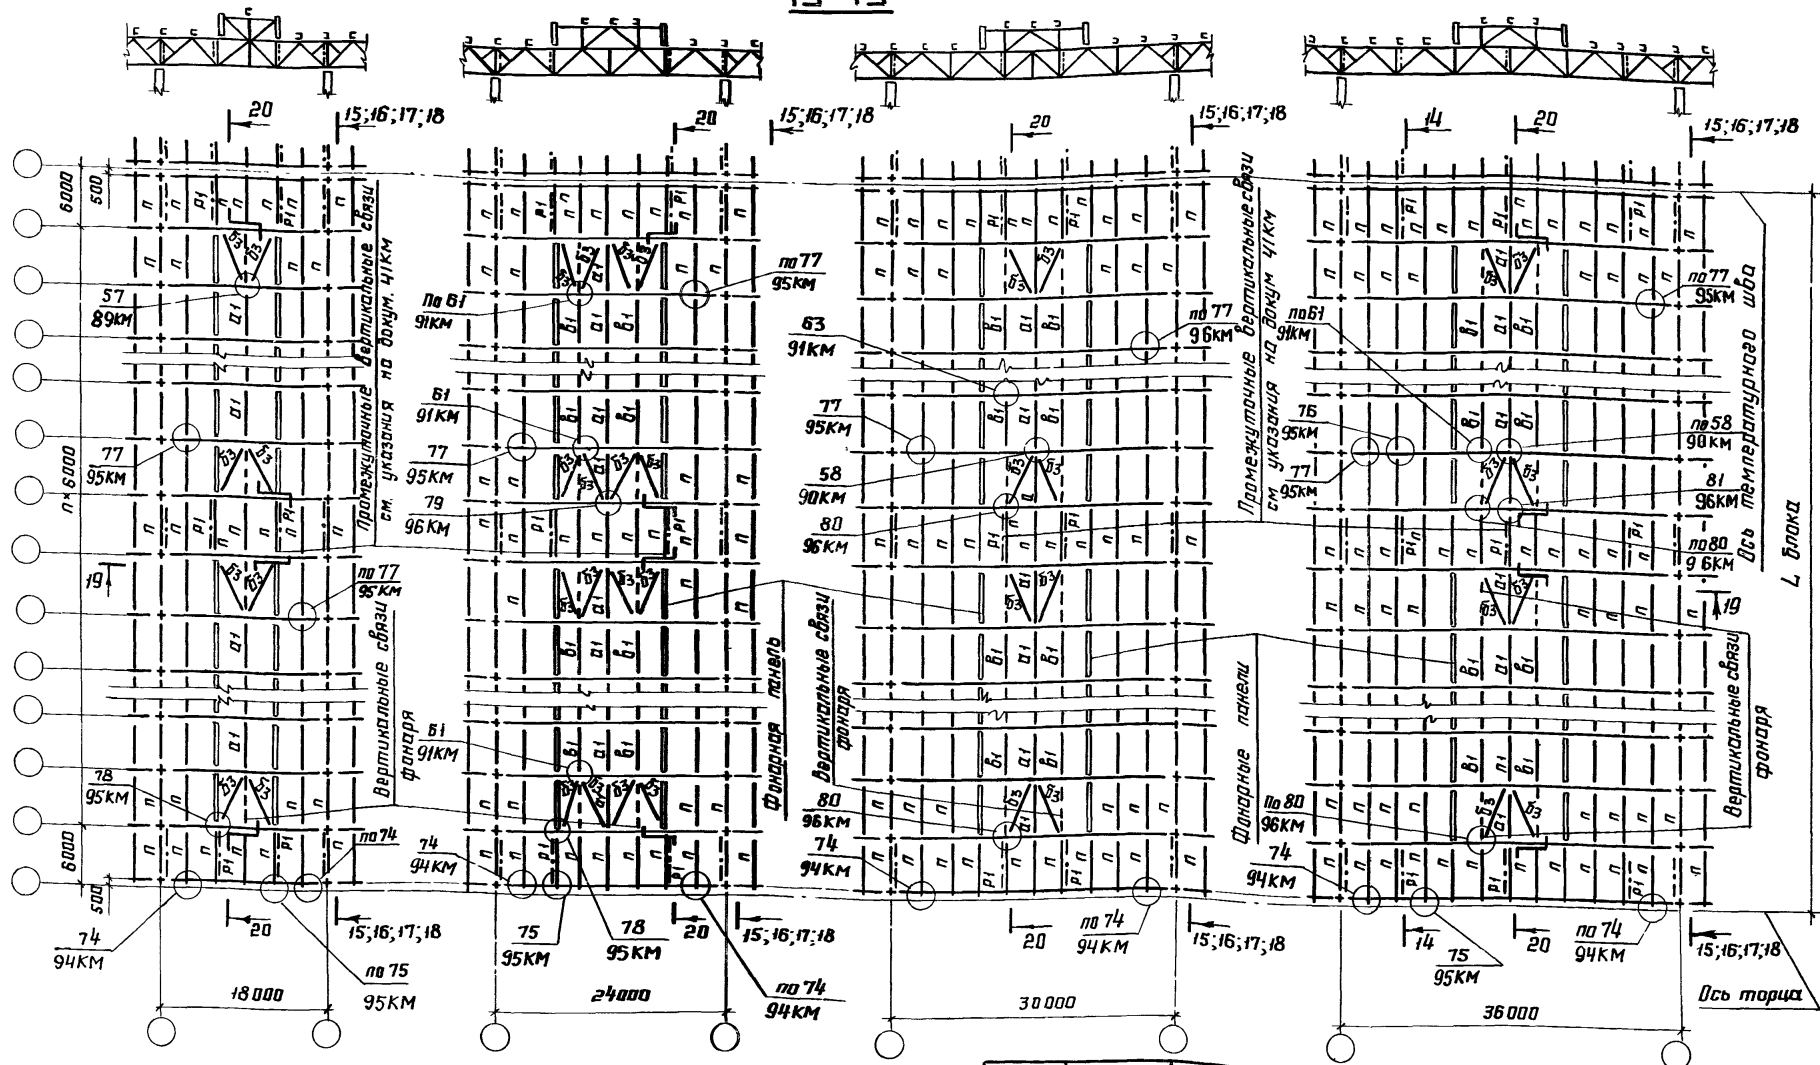 20
15;16;17;18
20
15;16;17;18
20
15;16;17;18
14
20
15;16;17;18
6000
500
n×6000
6000
500
57
89КМ
77
95КМ
19
78
95КМ
74
94КМ
20
по 75
95КМ
15;16;17;18
по 74
по 77
95КМ
18000
Промежуточные вертикальные связи
см. указания на докум. 41КМ
Вертикальные связи
фонаря
по 61
91КМ
61
91КМ
77
95КМ
79
96КМ
61
91КМ
74
94КМ
75
95КМ
78
95КМ
20
15;16;17;18
по 74
94КМ
по 77
95КМ
24000
Фонарная панель
Вертикальные связи
фонаря
63
91КМ
77
95КМ
58
90КМ
80
96КМ
80
96КМ
74
94КМ
по 77
96КМ
20
по 74
94КМ
15;16;17;18
30000
Промежуточные вертикальные связи
см. указания на докум. 41КМ
Фонарные панели
по 61
91КМ
76
95КМ
77
95КМ
по 80
96КМ
74
94КМ
по 77
95КМ
по 58
90КМ
81
96КМ
по 80
96КМ
19
14
75
95КМ
20
по 74
94КМ
15;16;17;18
36000
Вертикальные связи
фонаря
Ось температурного шва
L блока
Ось торца
п
р1
б3
а1
в1